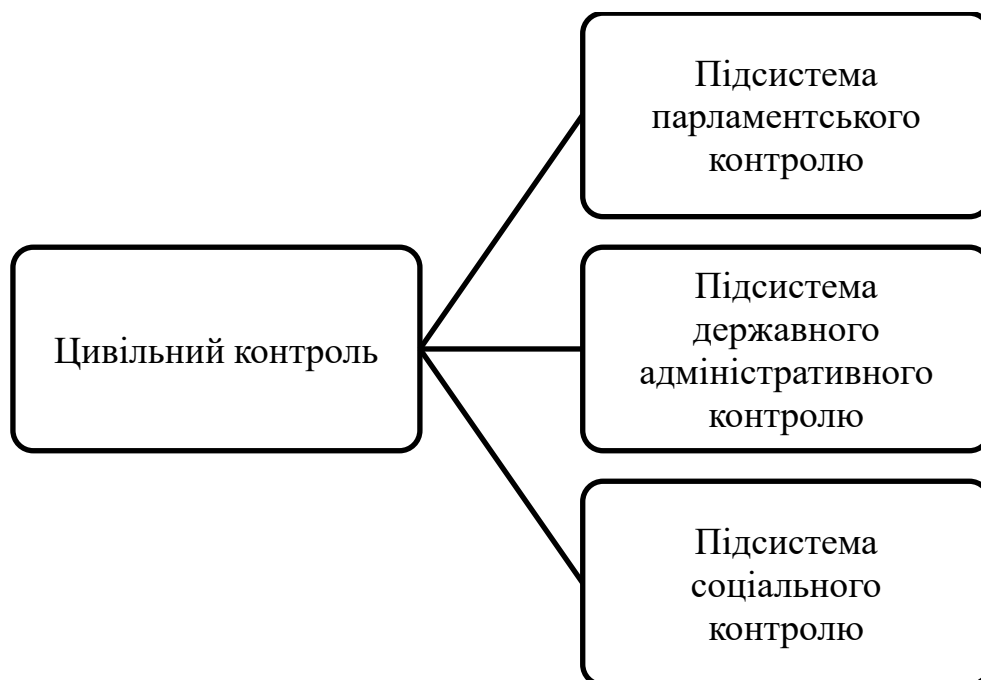 Підсистема
парламентського
контролю
Цивільний контроль
Підсистема
державного
адміністративного
контролю
Підсистема
соціального
контролю